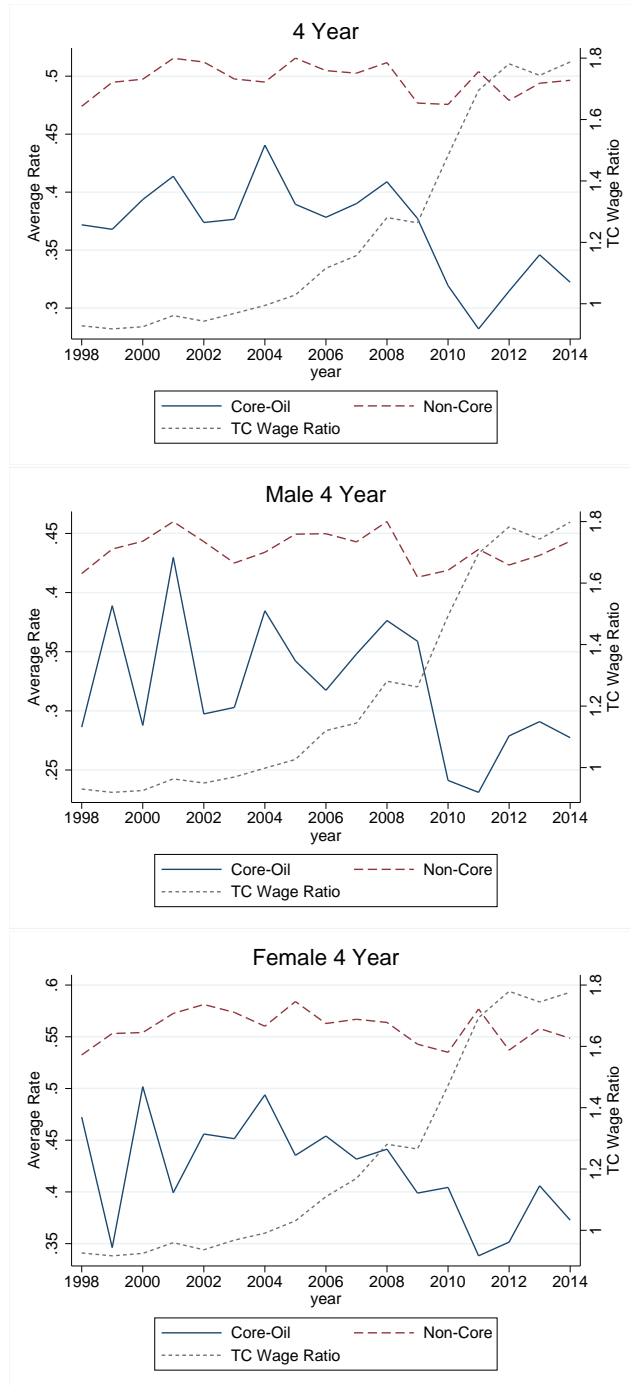 4 Year
Average Rate
.5
.45
.4
.35
.3
1.8
1.6
1.4
1.2
1
TC Wage Ratio
1998 2000 2002 2004 2006 2008 2010 2012 2014
year
Core-Oil Non-Core
TC Wage Ratio
Male 4 Year
Average Rate
.45
.4
.35
.3
.25
1.8
1.6
1.4
1.2
1
TC Wage Ratio
1998 2000 2002 2004 2006 2008 2010 2012 2014
year
Core-Oil Non-Core
TC Wage Ratio
Female 4 Year
Average Rate
.6
.55
.5
.45
.4
.35
1.8
1.6
1.4
1.2
1
TC Wage Ratio
1998 2000 2002 2004 2006 2008 2010 2012 2014
year
Core-Oil Non-Core
TC Wage Ratio